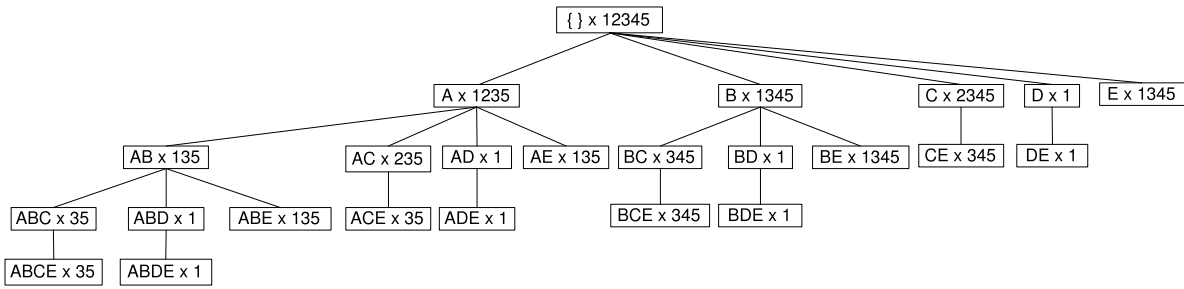 { } x 12345
A x 1235
B x 1345
C x 2345
D x 1
E x 1345
AB x 135
AC x 235
AD x 1
AE x 135
BC x 345
BD x 1
BE x 1345
CE x 345
DE x 1
ABC x 35
ABD x 1
ABE x 135
ACE x 35
ADE x 1
BCE x 345
BDE x 1
ABCE x 35
ABDE x 1